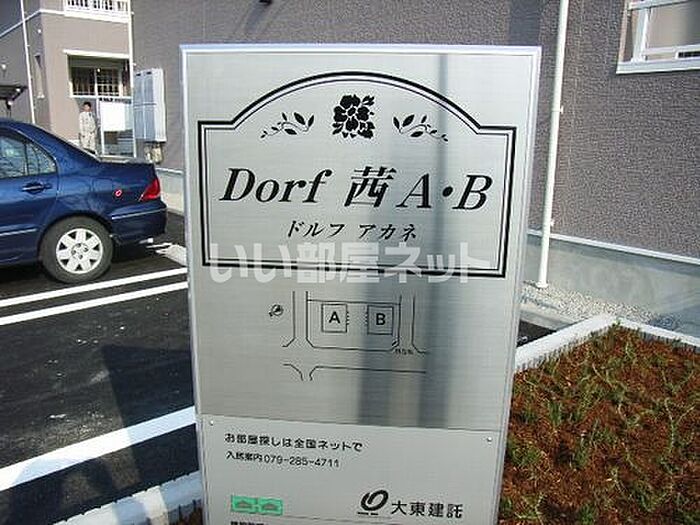 Dorf 茜 A・B
ドルフ アカネ
いい部屋ネット
A B
お部屋探しは全国ネットで
入居案内 079-285-4711
大東建託